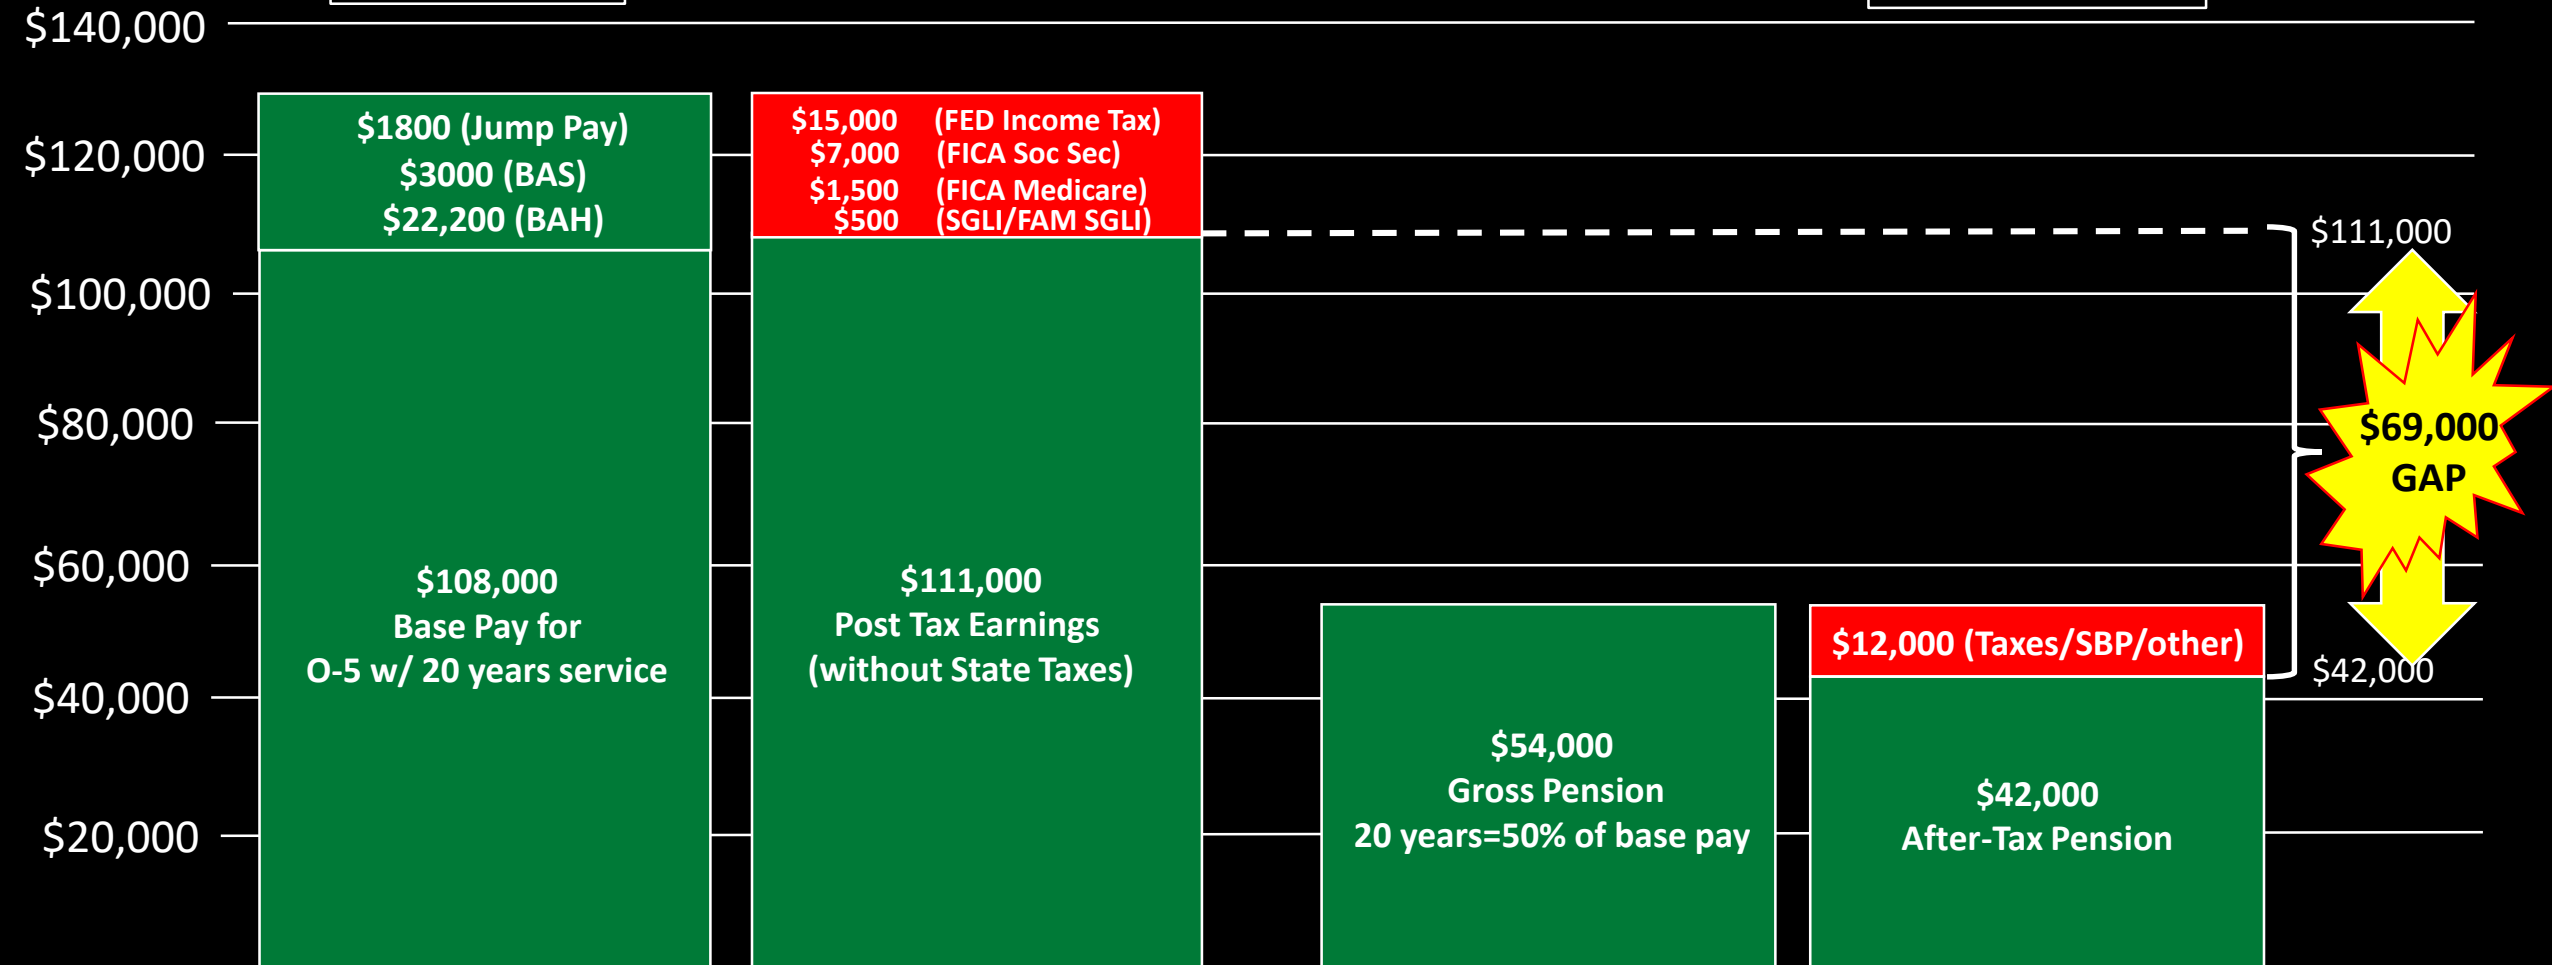 $140,000
$120,000
$100,000
$80,000
$60,000
$40,000
$20,000
$1800 (Jump Pay)
$3000 (BAS)
$22,200 (BAH)
$108,000
Base Pay for
O-5 w/ 20 years service
$15,000 (FED Income Tax)
$7,000 (FICA Soc Sec)
$1,500 (FICA Medicare)
$500 (SGLI/FAM SGLI)
$111,000
Post Tax Earnings
(without State Taxes)
$54,000
Gross Pension
20 years=50% of base pay
$12,000 (Taxes/SBP/other)
$42,000
After-Tax Pension
$111,000
$69,000
GAP
$42,000